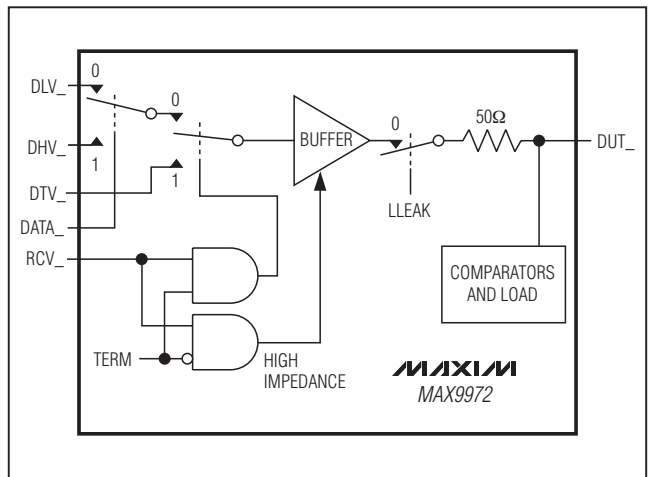 DLV_
0
0
DHV_
1
DTV_
1
DATA_
RCV_
TERM
HIGH
IMPEDANCE
BUFFER
0
LLEAK
50Ω
DUT_
COMPARATORS
AND LOAD
MAXIM
MAX9972